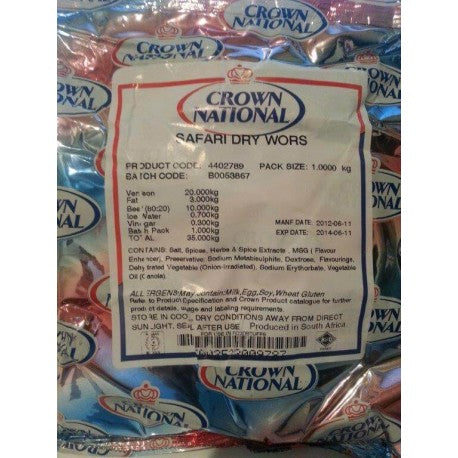 CROWN
NATIONAL
SAFARI DRY WORS
PRODUCT CODE: 4402789 PACK SIZE: 1.0000 kg
BATCH CODE: B0053867
Venison 20.000kg
Fat 3.000kg
Beef (80:20) 10.000kg
Ice Water 0.700kg
Vinegar 0.300kg
Batch Pack 1.000kg
TOTAL 35.000kg
MANF DATE: 2012-06-11
EXP DATE: 2014-06-11
CONTAINS: Salt, Spices, Herbs & Spice Extracts, MSG (Flavour
Enhancer), Preservative: Sodium Metabisulphite, Dextrose, Flavourings,
Dehydrated Vegetable (Onion-irradiated), Sodium Erythorbate, Vegetable
Oil (Canola).
ALLERGENS: May contain: Milk, Egg, Soy, Wheat Gluten
Refer to Product Specification and Crown Product catalogue for further
product details, usage and labeling requirements.
STORE IN COOL DRY CONDITIONS AWAY FROM DIRECT
SUNLIGHT, SEAL AFTER USE Produced in South Africa
CROWN
NATIONAL
CROWN
NATIONAL
CROWN
NATIONAL
CROWN
NATIONAL
CROWN
NATIONAL